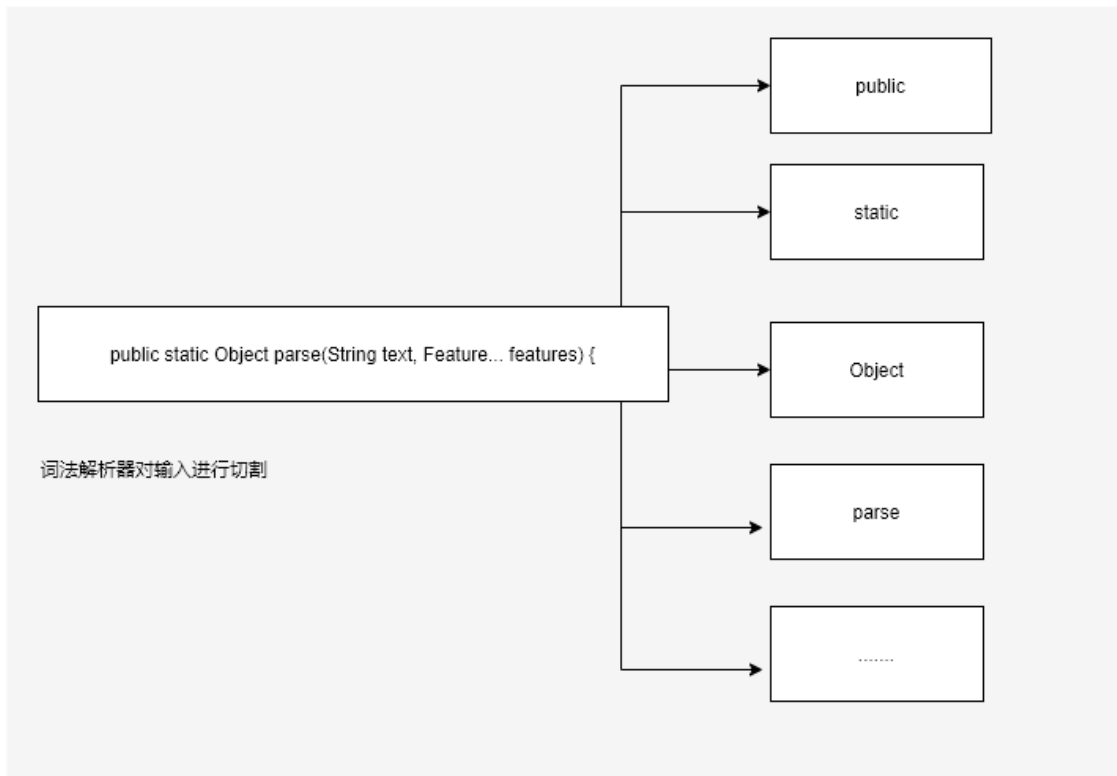 public
static
public static Object parse(String text, Feature... features) {
Object
词法解析器对输入进行切割
parse
.......